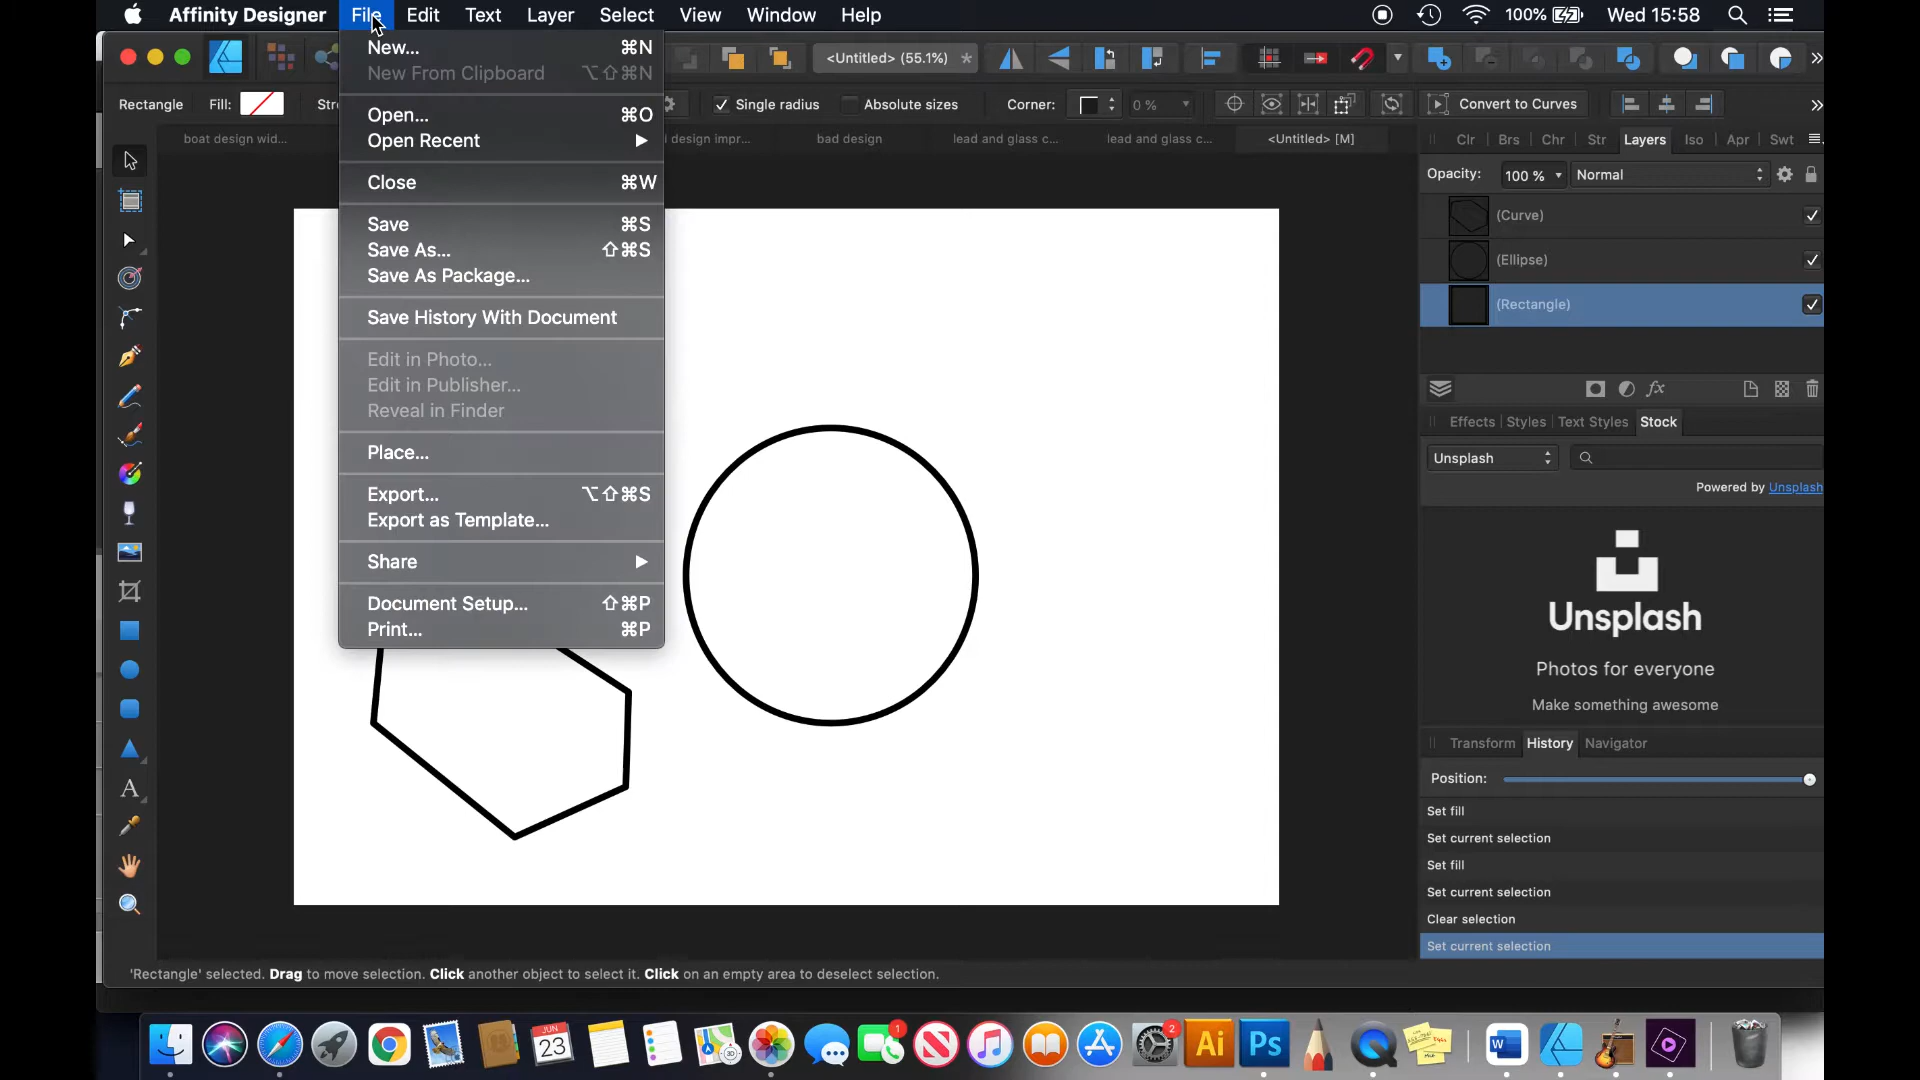 Affinity Designer File Edit Text Layer Select View Window Help 100% Wed 15:58
<Untitled> (55.1%) *
Rectangle Fill: Single radius Absolute sizes Corner: 0 % Convert to Curves
boat design wid... design impr... bad design lead and glass c... lead and glass c... <Untitled> [M]
New... ⌘N
New From Clipboard ⌥⇧⌘N
Open... ⌘O
Open Recent
Close ⌘W
Save ⌘S
Save As... ⇧⌘S
Save As Package...
Save History With Document
Edit in Photo...
Edit in Publisher...
Reveal in Finder
Place...
Export... ⌥⇧⌘S
Export as Template...
Share
Document Setup... ⇧⌘P
Print... ⌘P
Clr Brs Chr Str Layers Iso Apr Swt
Opacity: 100 % Normal
(Curve)
(Ellipse)
(Rectangle)
fx
Effects Styles Text Styles Stock
Unsplash
Powered by Unsplash
Unsplash
Photos for everyone
Make something awesome
Transform History Navigator
Position:
Set fill
Set current selection
Set fill
Set current selection
Clear selection
Set current selection
'Rectangle' selected. Drag to move selection. Click another object to select it. Click on an empty area to deselect selection.
JUN
23
1
2
Ai
Ps
W